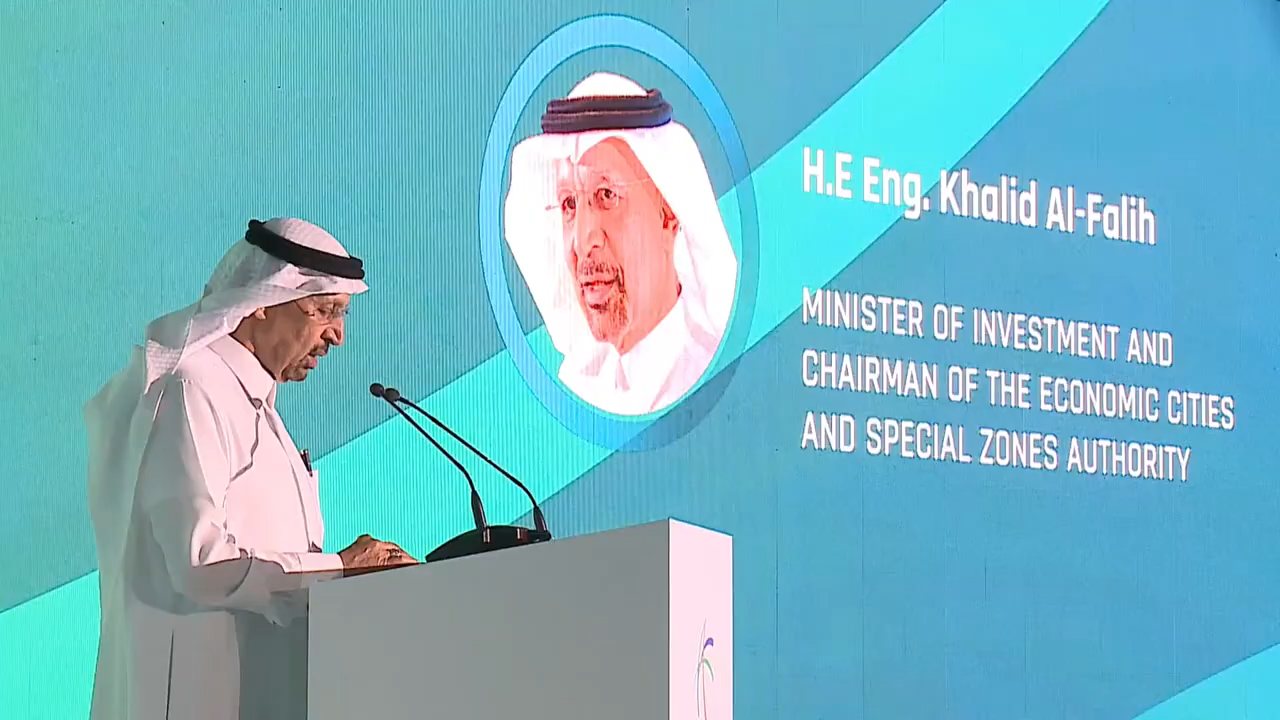 H.E Eng. Khalid Al-Falih
MINISTER OF INVESTMENT AND
CHAIRMAN OF THE ECONOMIC CITIES
AND SPECIAL ZONES AUTHORITY